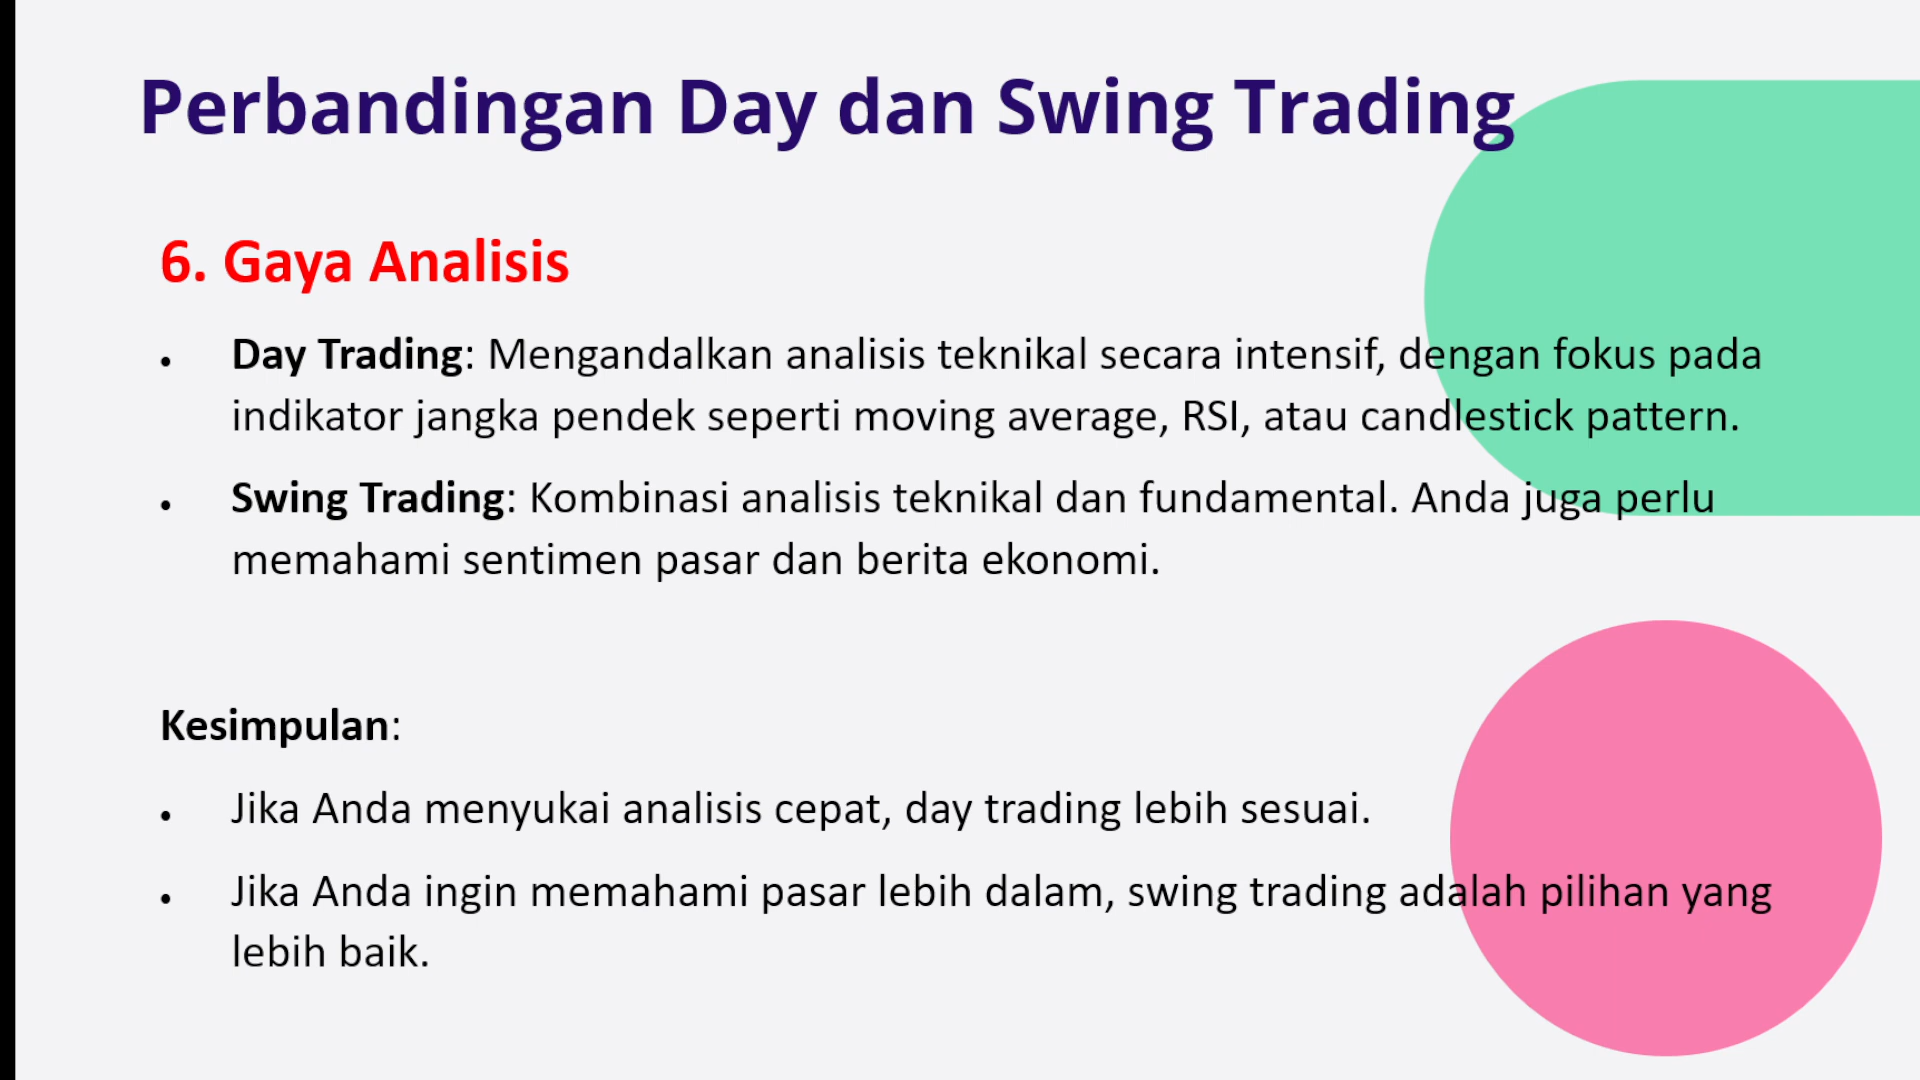 Perbandingan Day dan Swing Trading
6. Gaya Analisis
• Day Trading: Mengandalkan analisis teknikal secara intensif, dengan fokus pada
indikator jangka pendek seperti moving average, RSI, atau candlestick pattern.
• Swing Trading: Kombinasi analisis teknikal dan fundamental. Anda juga perlu
memahami sentimen pasar dan berita ekonomi.
Kesimpulan:
• Jika Anda menyukai analisis cepat, day trading lebih sesuai.
• Jika Anda ingin memahami pasar lebih dalam, swing trading adalah pilihan yang
lebih baik.